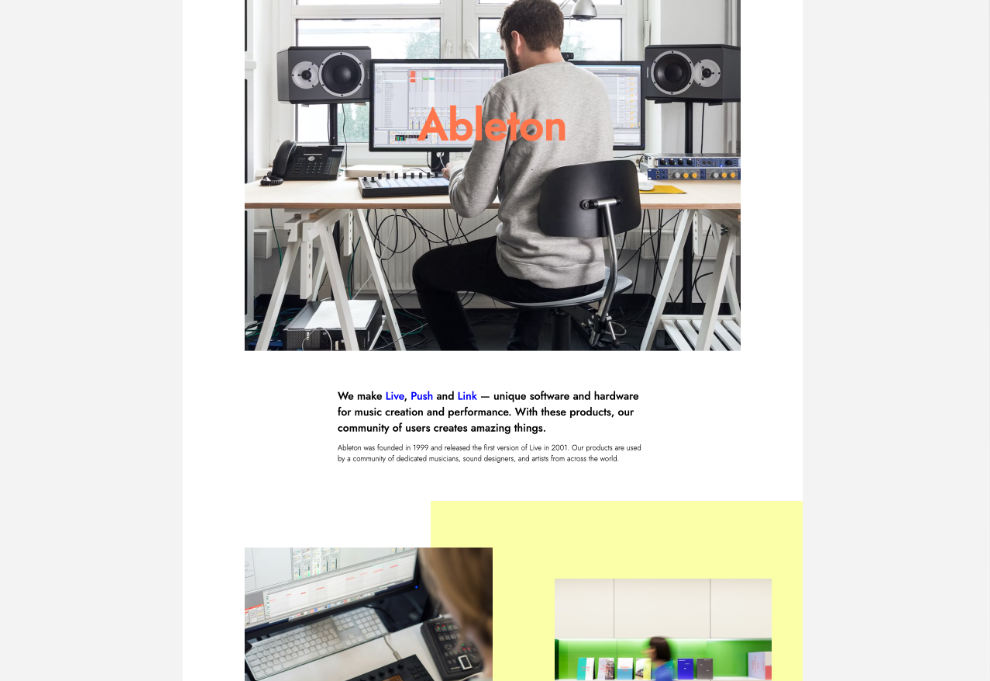 Ableton
We make Live, Push and Link — unique software and hardware
for music creation and performance. With these products, our
community of users creates amazing things.
Ableton was founded in 1999 and released the first version of Live in 2001. Our products are used
by a community of dedicated musicians, sound designers, and artists from across the world.